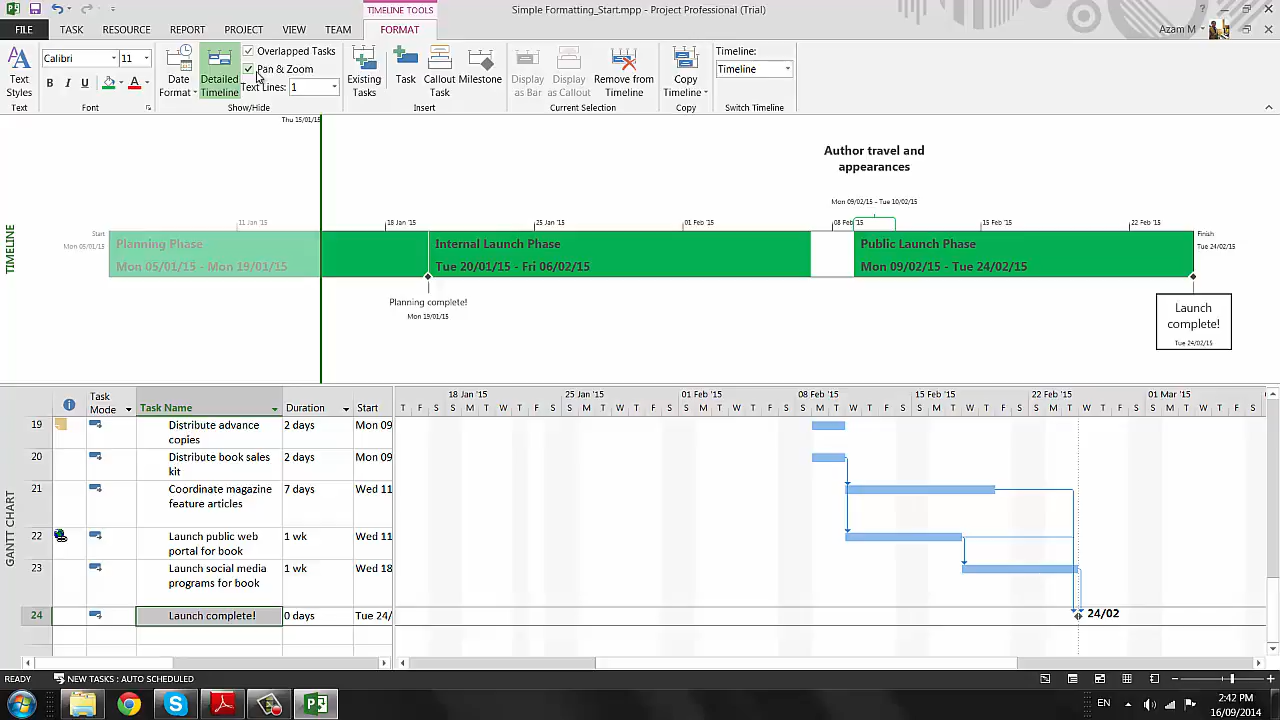 TIMELINE TOOLS
Simple Formatting_Start.mpp - Project Professional (Trial)
FILE TASK RESOURCE REPORT PROJECT VIEW TEAM FORMAT
Azam M
Text Styles
Calibri 11
B I U A
Date Format
Detailed Timeline
Overlapped Tasks
Pan & Zoom
Text Lines: 1
Existing Tasks
Task
Callout Task
Milestone
Display as Bar
Display as Callout
Remove from Timeline
Copy Timeline
Timeline:
Timeline
Text Font Show/Hide Insert Current Selection Copy Switch Timeline
Thu 15/01/15
Author travel and
appearances
Mon 09/02/15 - Tue 10/02/15
11 Jan '15 18 Jan '15 25 Jan '15 01 Feb '15 08 Feb '15 15 Feb '15 22 Feb '15
Start
Mon 05/01/15
Finish
Tue 24/02/15
Planning Phase
Mon 05/01/15 - Mon 19/01/15
Internal Launch Phase
Tue 20/01/15 - Fri 06/02/15
Public Launch Phase
Mon 09/02/15 - Tue 24/02/15
Planning complete!
Mon 19/01/15
Launch
complete!
Tue 24/02/15
TIMELINE
Task Mode
Task Name
Duration
Start
18 Jan '15 25 Jan '15 01 Feb '15 08 Feb '15 15 Feb '15 22 Feb '15 01 Mar '15
T F S S M T W T F S S M T W T F S S M T W T F S S M T W T F S S M T W T F S S M T W T F S S M T W T F S
19 Distribute advance copies 2 days Mon 09
20 Distribute book sales kit 2 days Mon 09
21 Coordinate magazine feature articles 7 days Wed 11
22 Launch public web portal for book 1 wk Wed 11
23 Launch social media programs for book 1 wk Wed 18
24 Launch complete! 0 days Tue 24/
24/02
GANTT CHART
READY NEW TASKS : AUTO SCHEDULED
EN
2:42 PM
16/09/2014